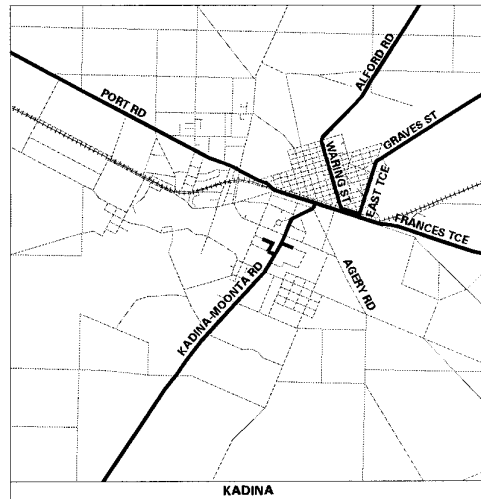 ALFORD RD
PORT RD
GRAVES ST
WARING ST
EAST TCE
FRANCES TCE
AGERY RD
KADINA-MOONTA RD
KADINA